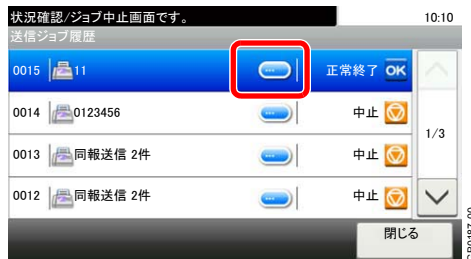 状況確認/ジョブ中止画面です。 10:10
送信ジョブ履歴
0015 11 ... 正常終了 OK
0014 0123456 ... 中止
1/3
0013 同報送信 2件 ... 中止
0012 同報送信 2件 ... 中止
閉じる